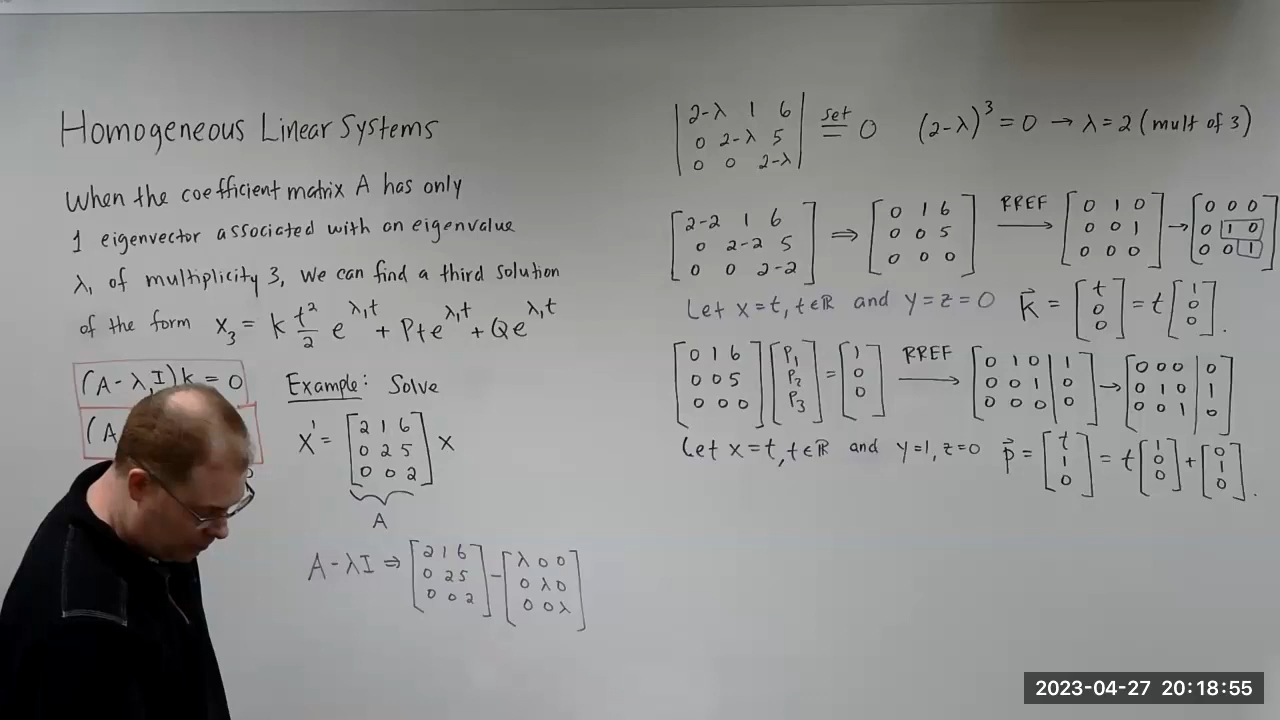 Homogeneous Linear Systems
When the coefficient matrix A has only
1 eigenvector associated with an eigenvalue
λ₁ of multiplicity 3, we can find a third solution
of the form x₃ = k t²/2 e^λ₁t + Pte^λ₁t + Qe^λ₁t
(A-λ₁I)k = 0
(A
Example: Solve
X' = [2 1 6; 0 2 5; 0 0 2] X
A
A-λI ⇒ [2 1 6; 0 2 5; 0 0 2] - [λ 0 0; 0 λ 0; 0 0 λ]
|2-λ 1 6; 0 2-λ 5; 0 0 2-λ| set = 0 (2-λ)³ = 0 → λ = 2 (mult of 3)
[2-2 1 6; 0 2-2 5; 0 0 2-2] ⇒ [0 1 6; 0 0 5; 0 0 0] RREF → [0 1 0; 0 0 1; 0 0 0] → [0 0 0; 0 1 0; 0 0 1]
Let x=t, t∈ℝ and y=z=0 k⃗ = [t; 0; 0] = t[1; 0; 0].
[0 1 6; 0 0 5; 0 0 0] [P₁; P₂; P₃] = [1; 0; 0] RREF → [0 1 0 | 1; 0 0 1 | 0; 0 0 0 | 0] → [0 0 0 | 0; 0 1 0 | 1; 0 0 1 | 0]
Let x=t, t∈ℝ and y=1, z=0 p⃗ = [t; 1; 0] = t[1; 0; 0] + [0; 1; 0].
2023-04-27 20:18:55